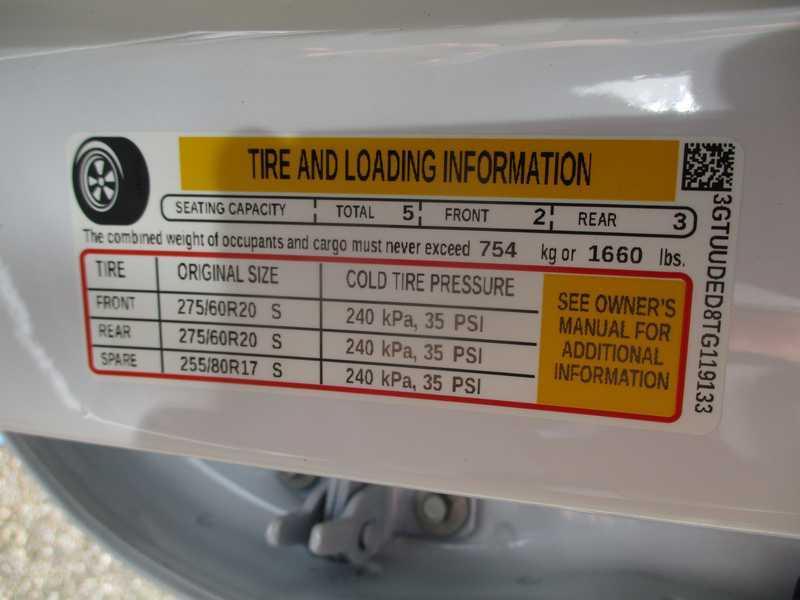 TIRE AND LOADING INFORMATION
SEATING CAPACITY TOTAL 5 FRONT 2 REAR 3
The combined weight of occupants and cargo must never exceed 754 kg or 1660 lbs.
TIRE ORIGINAL SIZE COLD TIRE PRESSURE
FRONT 275/60R20 S 240 kPa, 35 PSI
REAR 275/60R20 S 240 kPa, 35 PSI
SPARE 255/80R17 S 240 kPa, 35 PSI
SEE OWNER'S
MANUAL FOR
ADDITIONAL
INFORMATION
3GTUUDED8TG119133